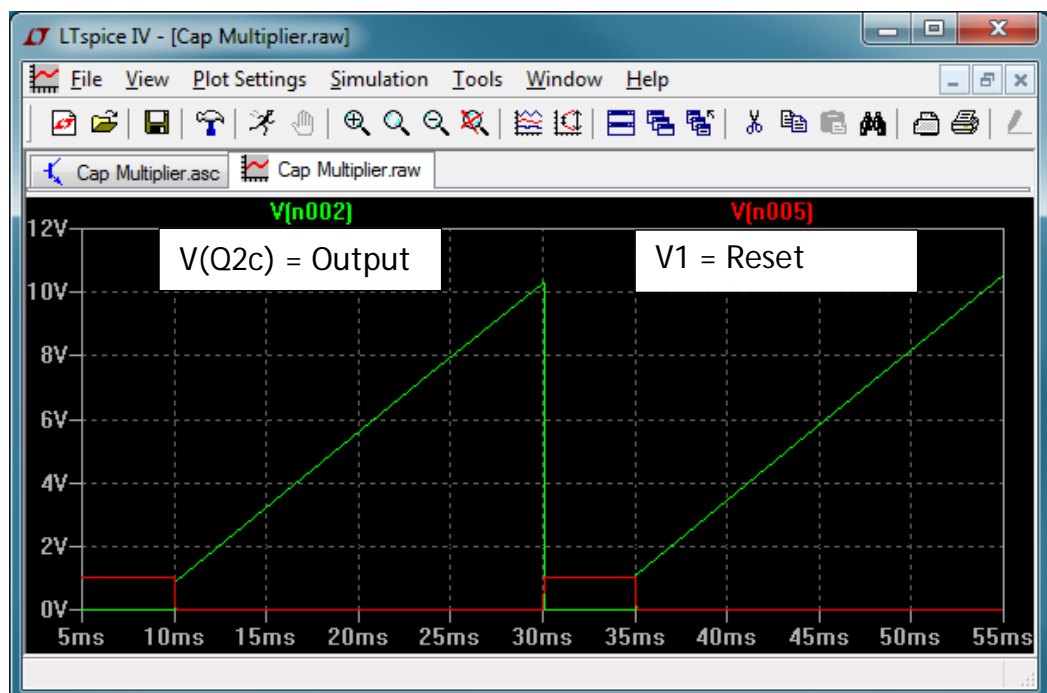 LTspice IV - [Cap Multiplier.raw]
File View Plot Settings Simulation Tools Window Help
Cap Multiplier.asc Cap Multiplier.raw
V(n002) V(n005)
V(Q2c) = Output V1 = Reset
12V
10V
8V
6V
4V
2V
0V
5ms 10ms 15ms 20ms 25ms 30ms 35ms 40ms 45ms 50ms 55ms